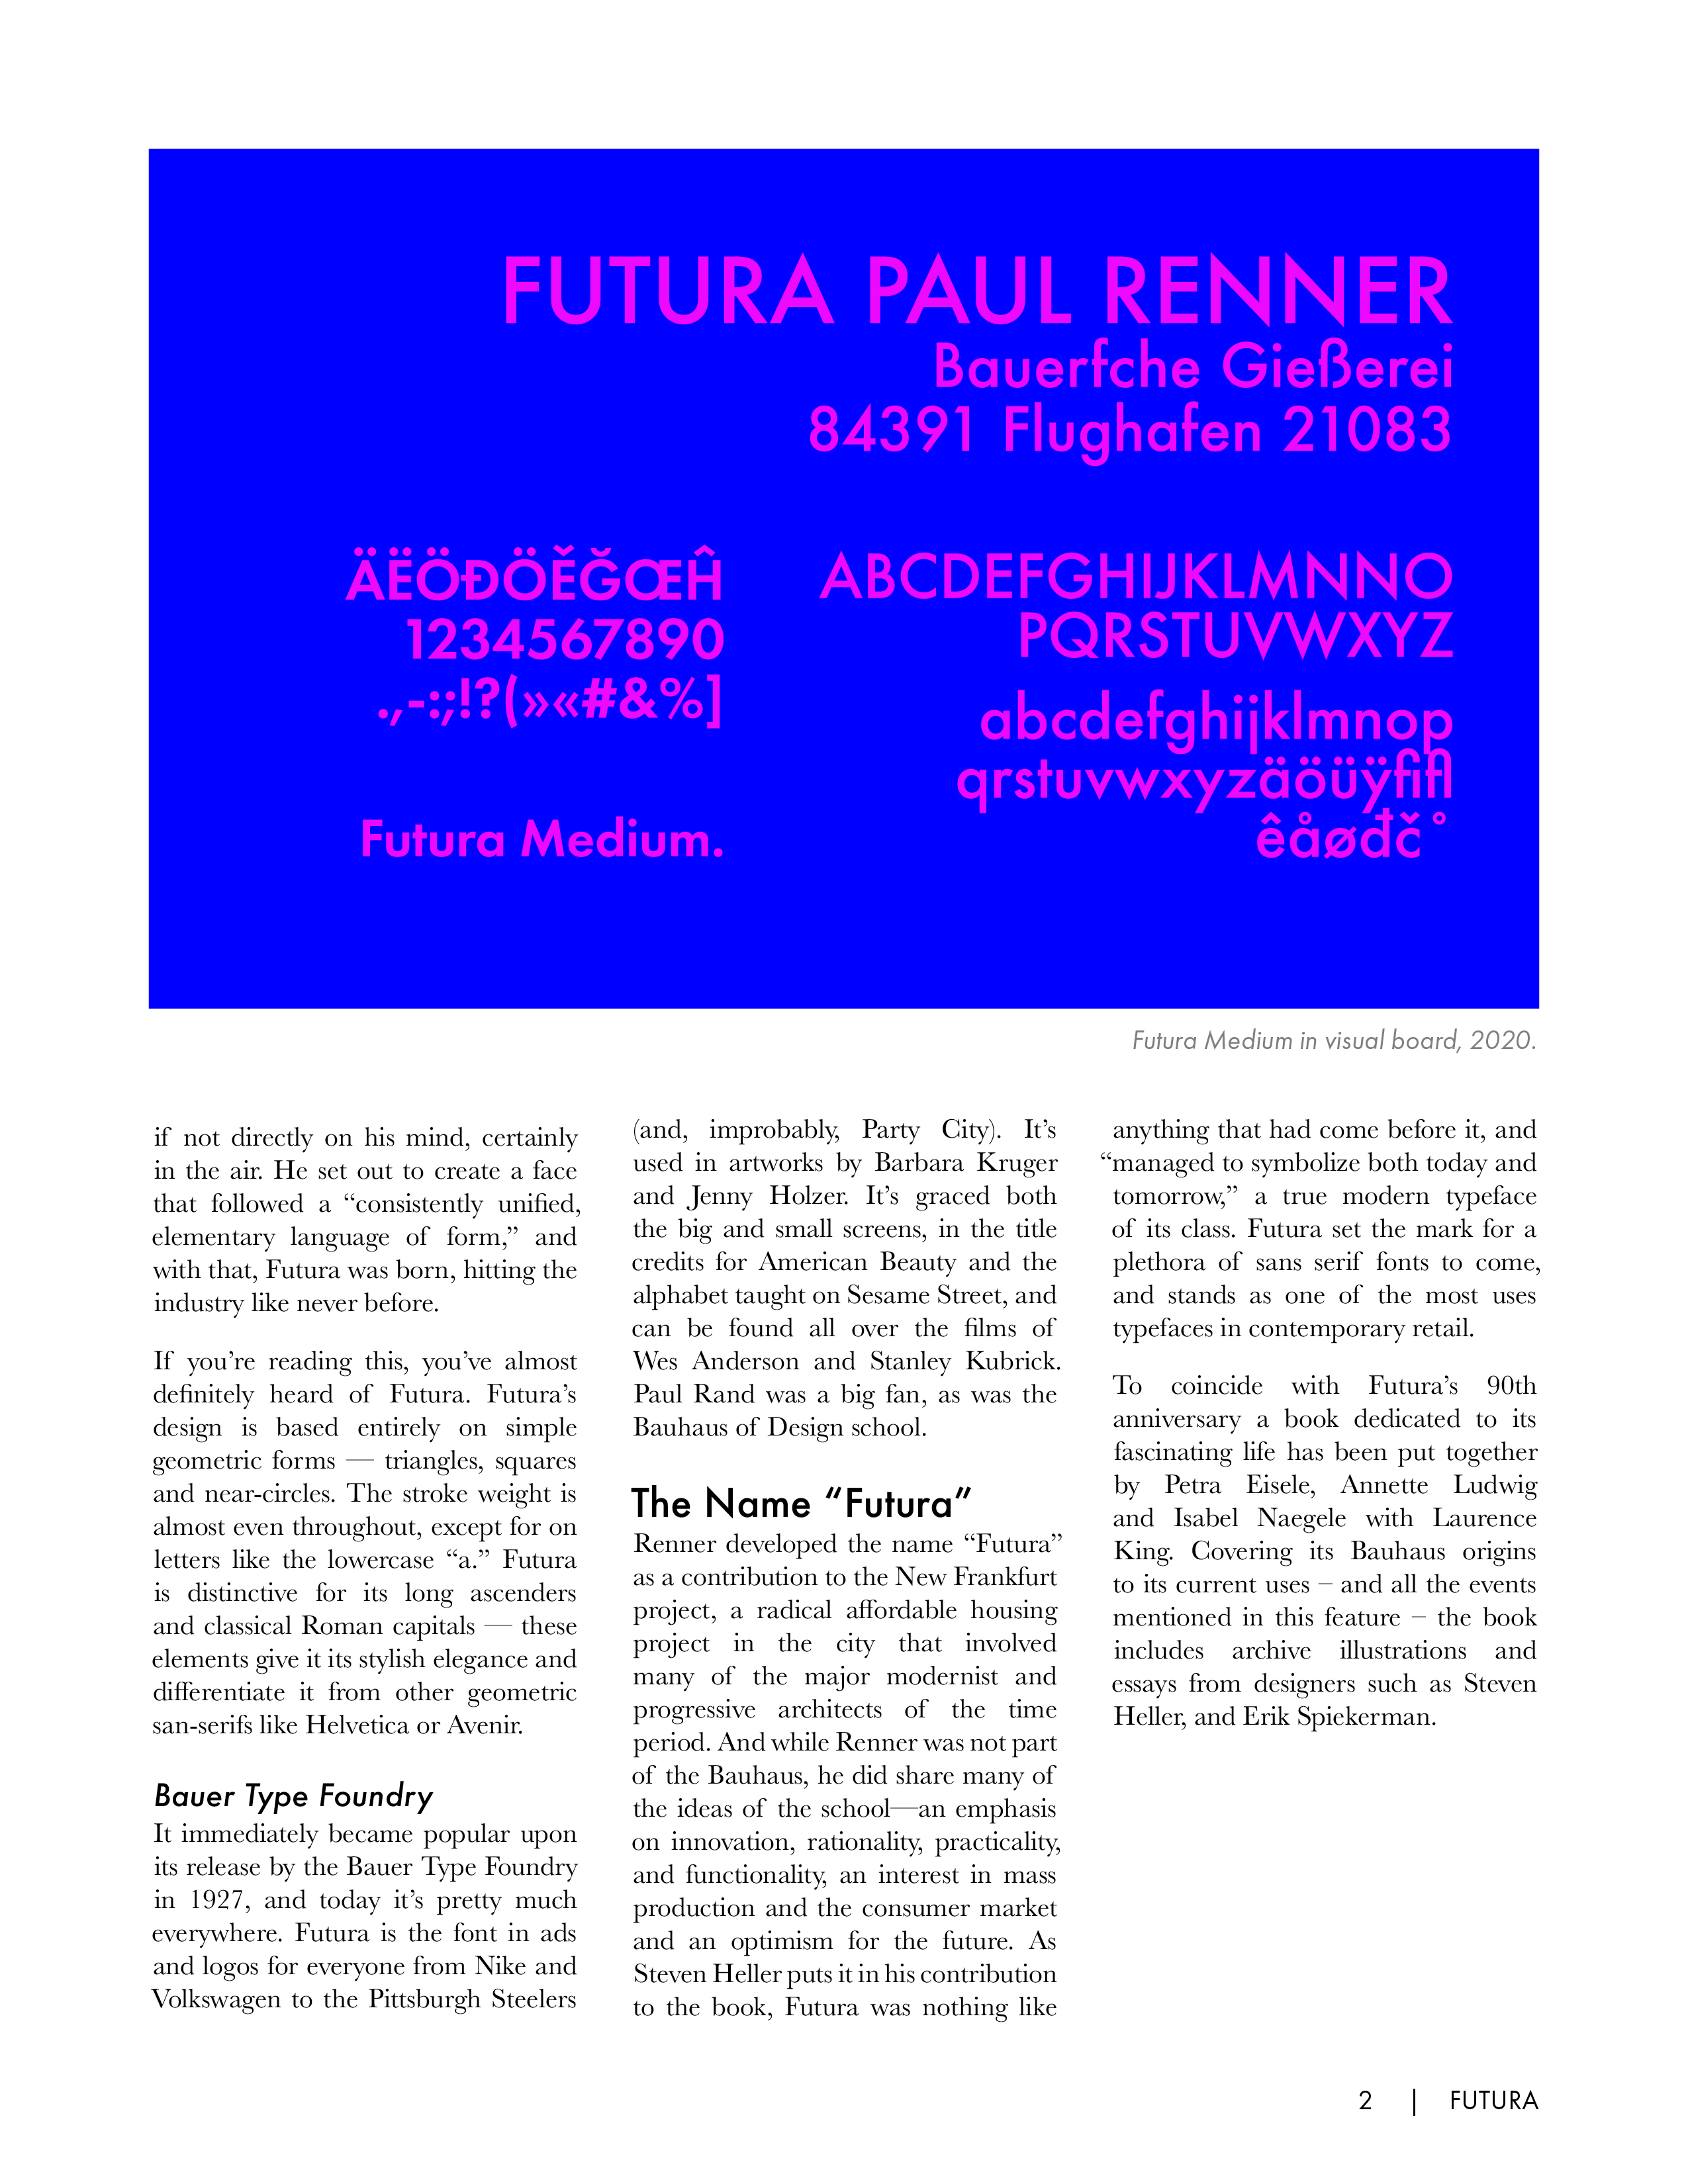 FUTURA PAUL RENNER
Bauerfche Gießerei
84391 Flughafen 21083
ÄËÖÐÖĚĞŒĤ
1234567890
.,-:;!?(»«#&%]
Futura Medium.
ABCDEFGHIJKLMNNO
PQRSTUVWXYZ
abcdefghijklmnop
qrstuvwxyzäöüÿfifl
êåøđč°
Futura Medium in visual board, 2020.
if not directly on his mind, certainly
in the air. He set out to create a face
that followed a “consistently unified,
elementary language of form,” and
with that, Futura was born, hitting the
industry like never before.
If you’re reading this, you’ve almost
definitely heard of Futura. Futura’s
design is based entirely on simple
geometric forms — triangles, squares
and near-circles. The stroke weight is
almost even throughout, except for on
letters like the lowercase “a.” Futura
is distinctive for its long ascenders
and classical Roman capitals — these
elements give it its stylish elegance and
differentiate it from other geometric
san-serifs like Helvetica or Avenir.
Bauer Type Foundry
It immediately became popular upon
its release by the Bauer Type Foundry
in 1927, and today it’s pretty much
everywhere. Futura is the font in ads
and logos for everyone from Nike and
Volkswagen to the Pittsburgh Steelers
(and, improbably, Party City). It’s
used in artworks by Barbara Kruger
and Jenny Holzer. It’s graced both
the big and small screens, in the title
credits for American Beauty and the
alphabet taught on Sesame Street, and
can be found all over the films of
Wes Anderson and Stanley Kubrick.
Paul Rand was a big fan, as was the
Bauhaus of Design school.
The Name “Futura”
Renner developed the name “Futura”
as a contribution to the New Frankfurt
project, a radical affordable housing
project in the city that involved
many of the major modernist and
progressive architects of the time
period. And while Renner was not part
of the Bauhaus, he did share many of
the ideas of the school—an emphasis
on innovation, rationality, practicality,
and functionality, an interest in mass
production and the consumer market
and an optimism for the future. As
Steven Heller puts it in his contribution
to the book, Futura was nothing like
anything that had come before it, and
“managed to symbolize both today and
tomorrow,” a true modern typeface
of its class. Futura set the mark for a
plethora of sans serif fonts to come,
and stands as one of the most uses
typefaces in contemporary retail.
To coincide with Futura’s 90th
anniversary a book dedicated to its
fascinating life has been put together
by Petra Eisele, Annette Ludwig
and Isabel Naegele with Laurence
King. Covering its Bauhaus origins
to its current uses – and all the events
mentioned in this feature – the book
includes archive illustrations and
essays from designers such as Steven
Heller, and Erik Spiekerman.
2 | FUTURA